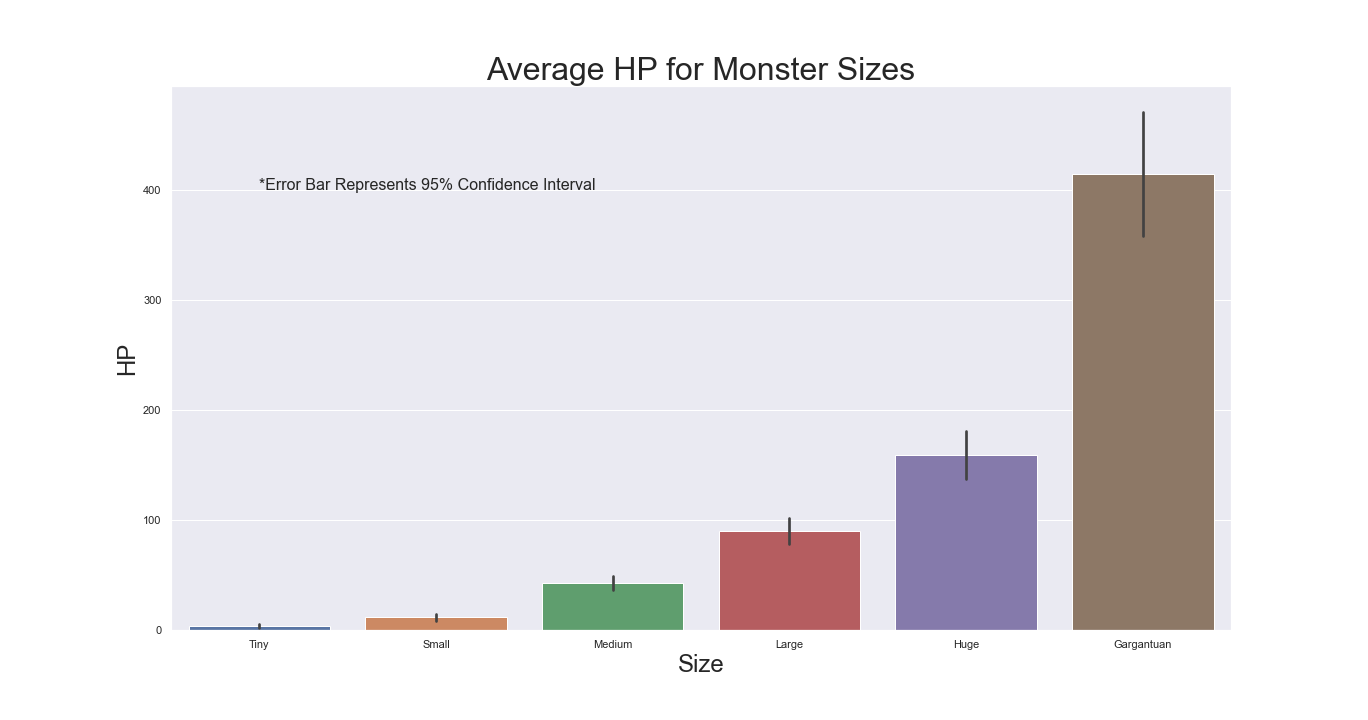 Average HP for Monster Sizes
*Error Bar Represents 95% Confidence Interval
HP
400
300
200
100
0
Tiny Small Medium Large Huge Gargantuan
Size